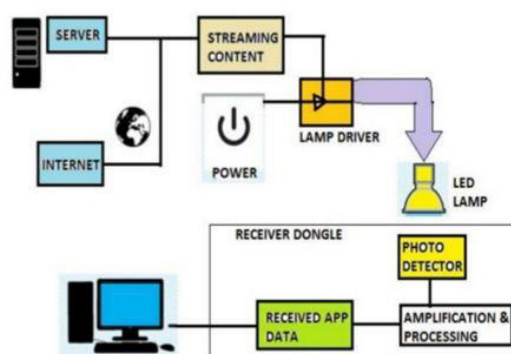 SERVER
STREAMING
CONTENT
LAMP DRIVER
POWER
INTERNET
LED
LAMP
RECEIVER DONGLE
PHOTO
DETECTOR
RECEIVED APP
DATA
AMPLIFICATION &
PROCESSING